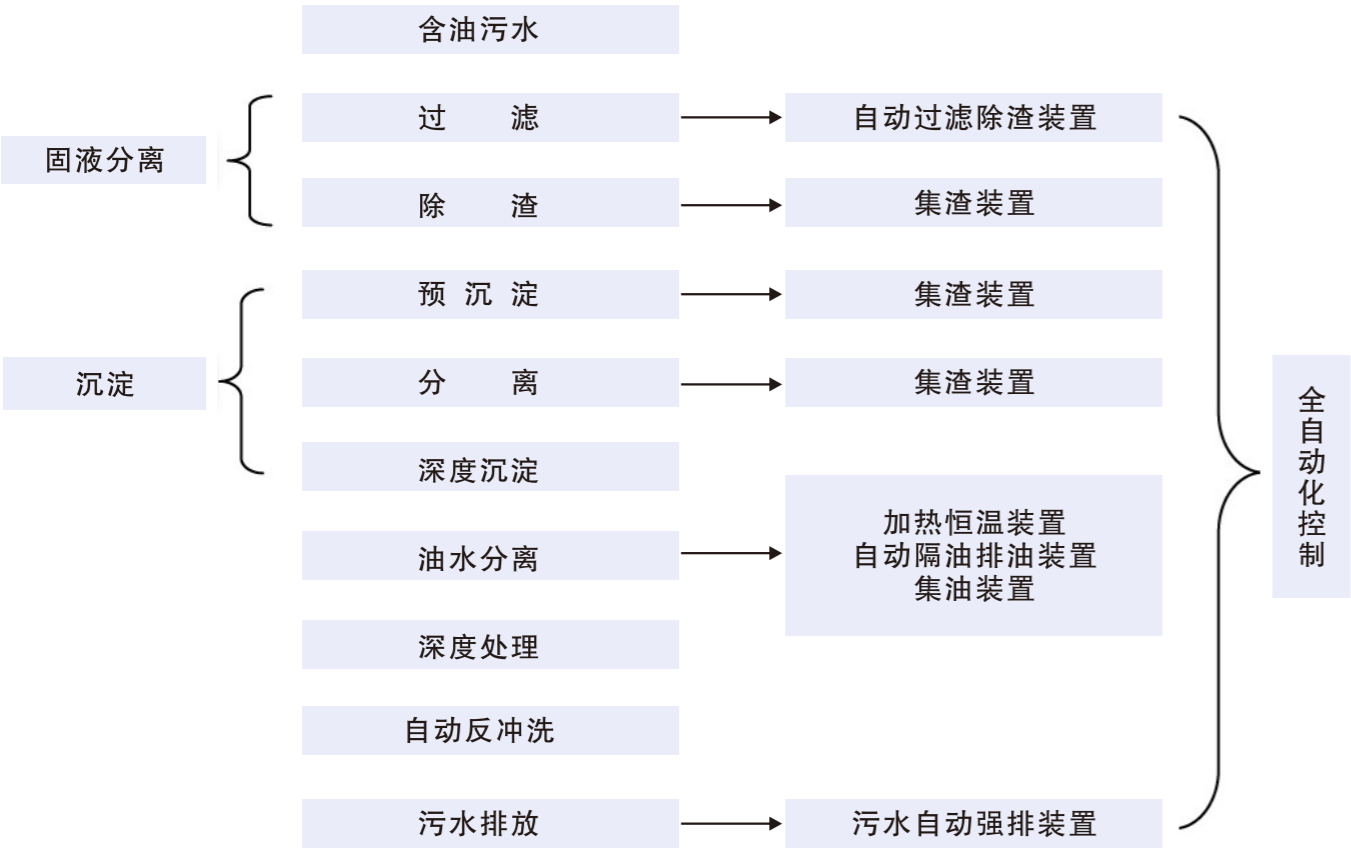 含油污水
固液分离
过滤
自动过滤除渣装置
除渣
集渣装置
沉淀
预沉淀
集渣装置
分离
集渣装置
深度沉淀
油水分离
加热恒温装置
自动隔油排油装置
集油装置
深度处理
自动反冲洗
污水排放
污水自动强排装置
全自动化控制